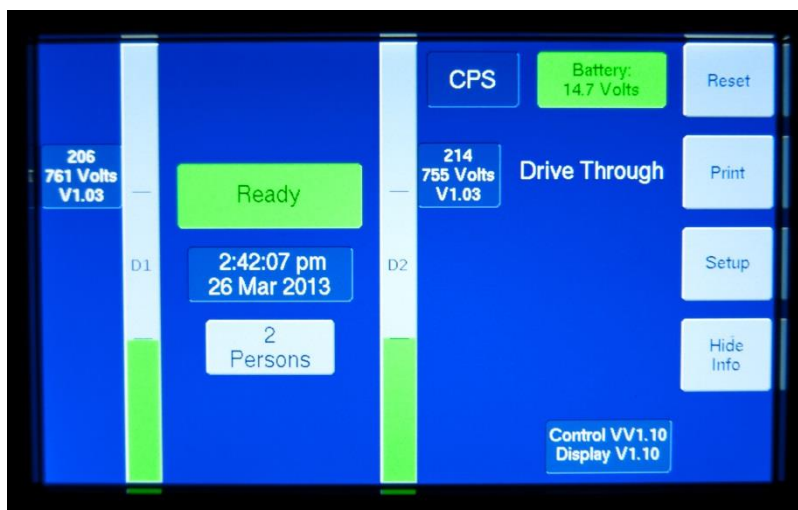 CPS
Battery:
14.7 Volts
Reset
206
761 Volts
V1.03
Ready
214
755 Volts
V1.03
Drive Through
Print
D1
2:42:07 pm
26 Mar 2013
D2
Setup
2
Persons
Hide
Info
Control VV1.10
Display V1.10